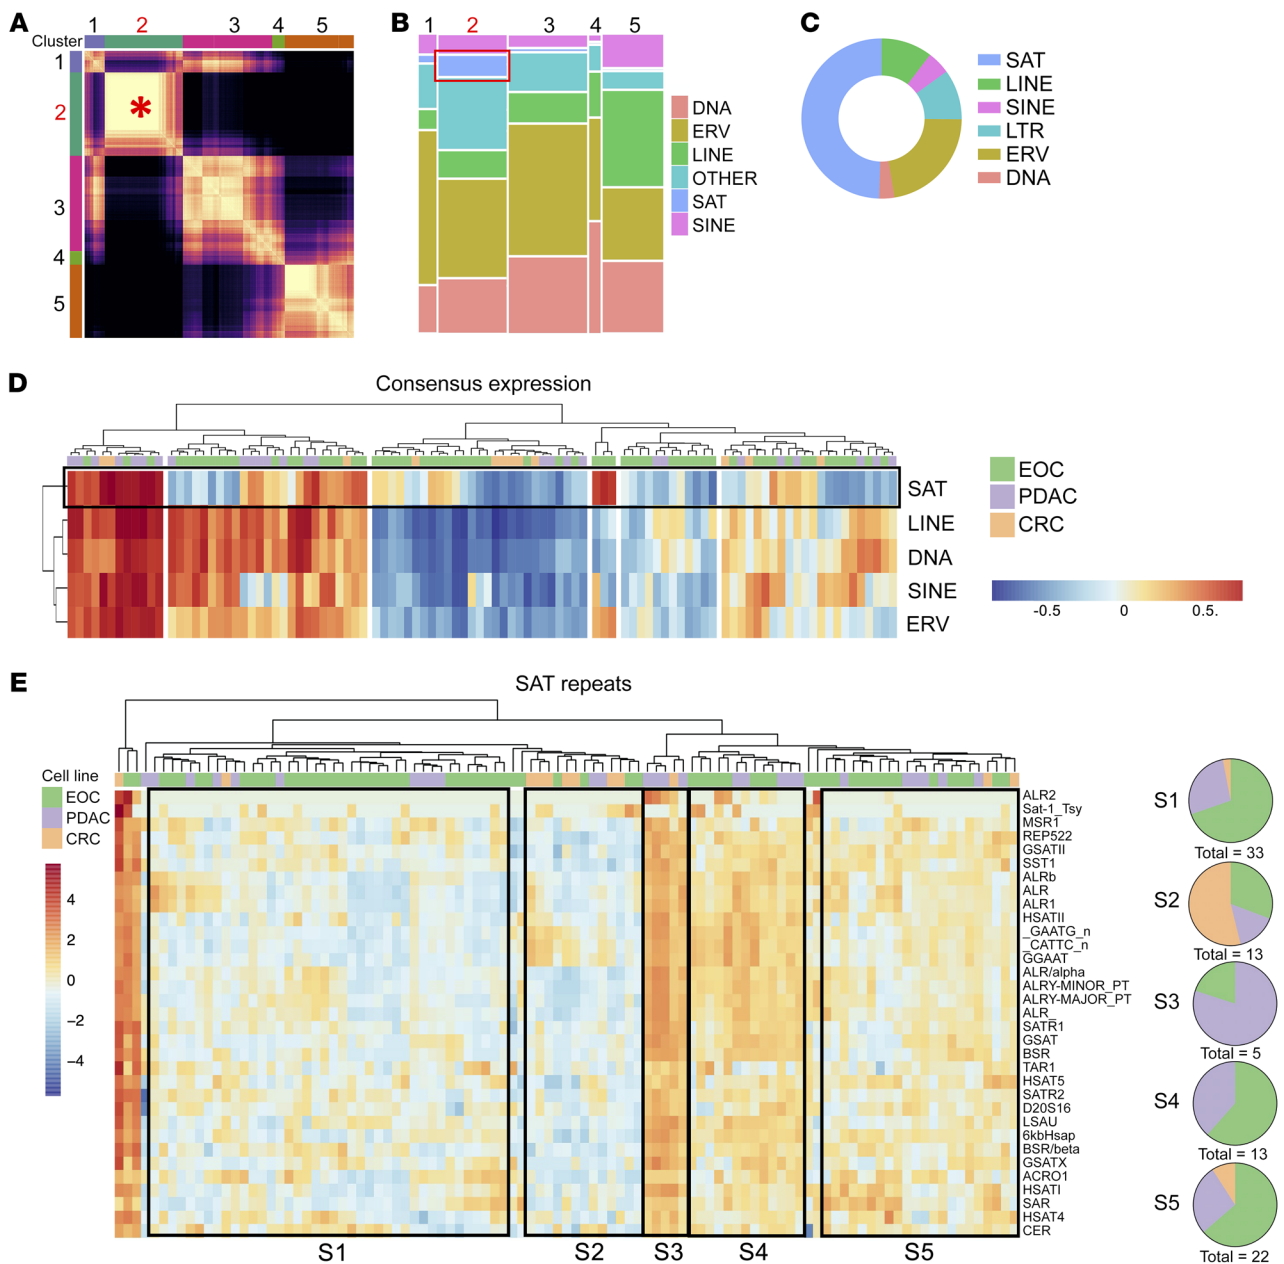 A
1 2 3 4 5
Cluster
1
2
3
4
5
*
B
1 2 3 4 5
DNA
ERV
LINE
OTHER
SAT
SINE
C
SAT
LINE
SINE
LTR
ERV
DNA
D
Consensus expression
SAT
LINE
DNA
SINE
ERV
EOC
PDAC
CRC
-0.5 0 0.5.
E
SAT repeats
Cell line
EOC
PDAC
CRC
4
2
0
−2
−4
ALR2
Sat-1_Tsy
MSR1
REP522
GSATII
SST1
ALRb
ALR
ALR1
HSATII
_GAATG_n
_CATTC_n
GGAAT
ALR/alpha
ALRY-MINOR_PT
ALRY-MAJOR_PT
ALR_
SATR1
GSAT
BSR
TAR1
HSAT5
SATR2
D20S16
LSAU
6kbHsap
BSR/beta
GSATX
ACRO1
HSATI
SAR
HSAT4
CER
S1 S2 S3 S4 S5
S1
Total = 33
S2
Total = 13
S3
Total = 5
S4
Total = 13
S5
Total = 22